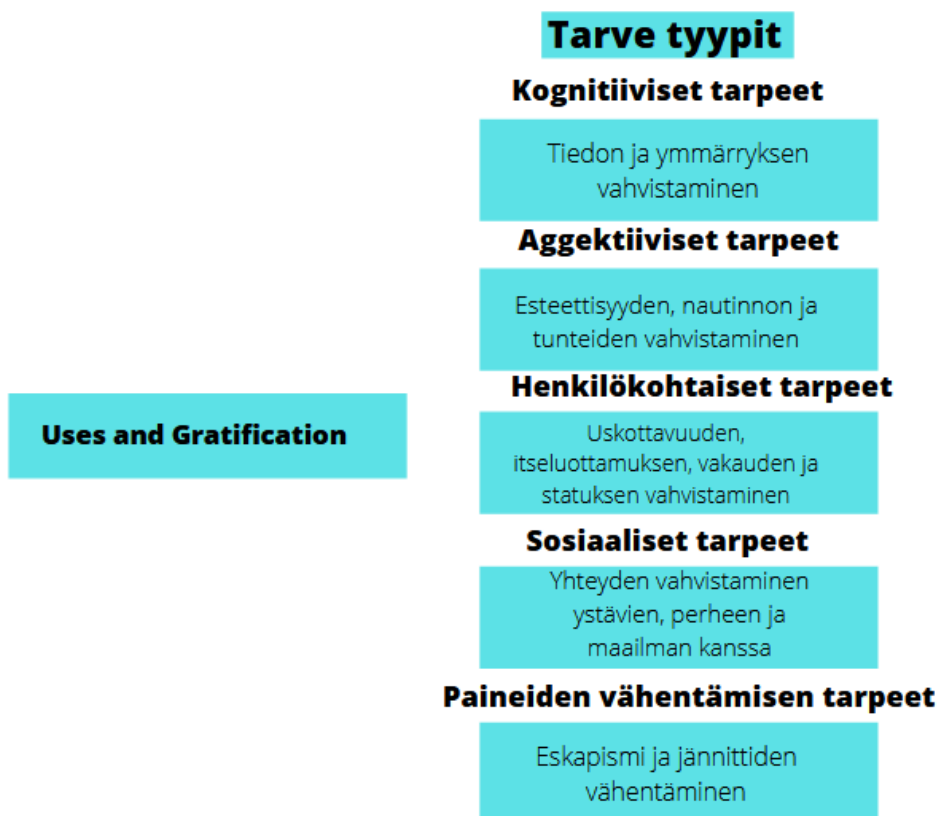 Tarve tyypit
Kognitiiviset tarpeet
Tiedon ja ymmärryksen
vahvistaminen
Aggektiiviset tarpeet
Esteettisyyden, nautinnon ja
tunteiden vahvistaminen
Henkilökohtaiset tarpeet
Uses and Gratification
Uskottavuuden,
itseluottamuksen, vakauden ja
statuksen vahvistaminen
Sosiaaliset tarpeet
Yhteyden vahvistaminen
ystävien, perheen ja
maailman kanssa
Paineiden vähentämisen tarpeet
Eskapismi ja jännittiden
vähentäminen